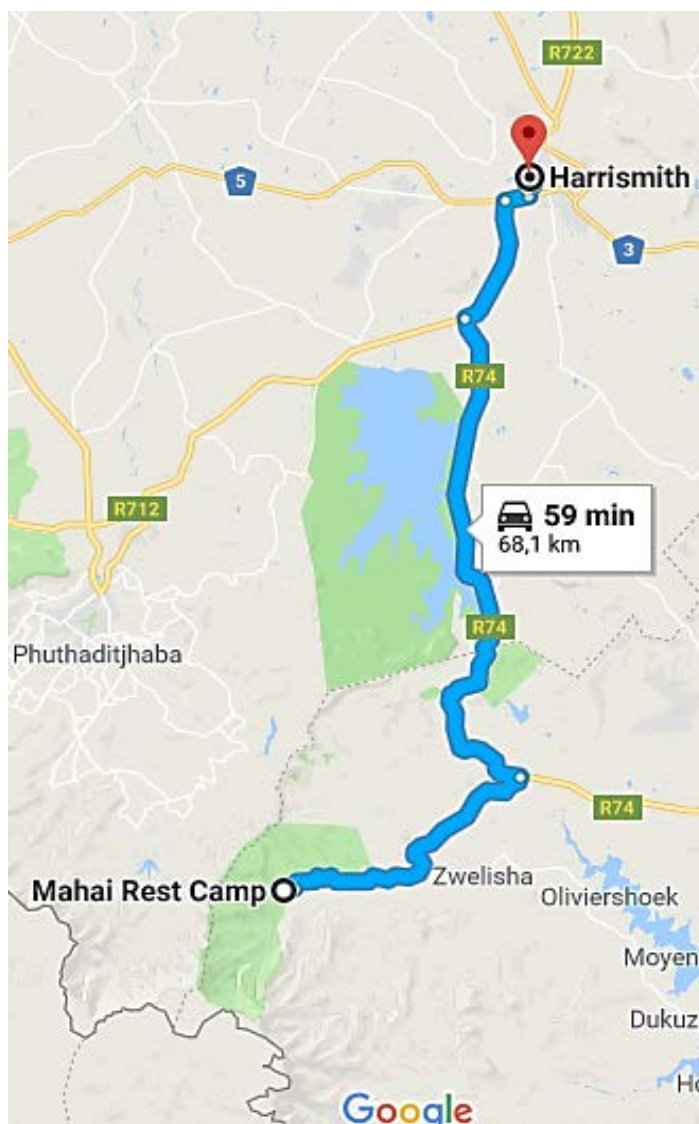 R722
5
Harrismith
3
R74
59 min
68,1 km
R712
R74
Phuthaditjhaba
R74
Mahai Rest Camp
Zwelisha
Oliviershoek
Moyen
Dukuz
Ho
Google